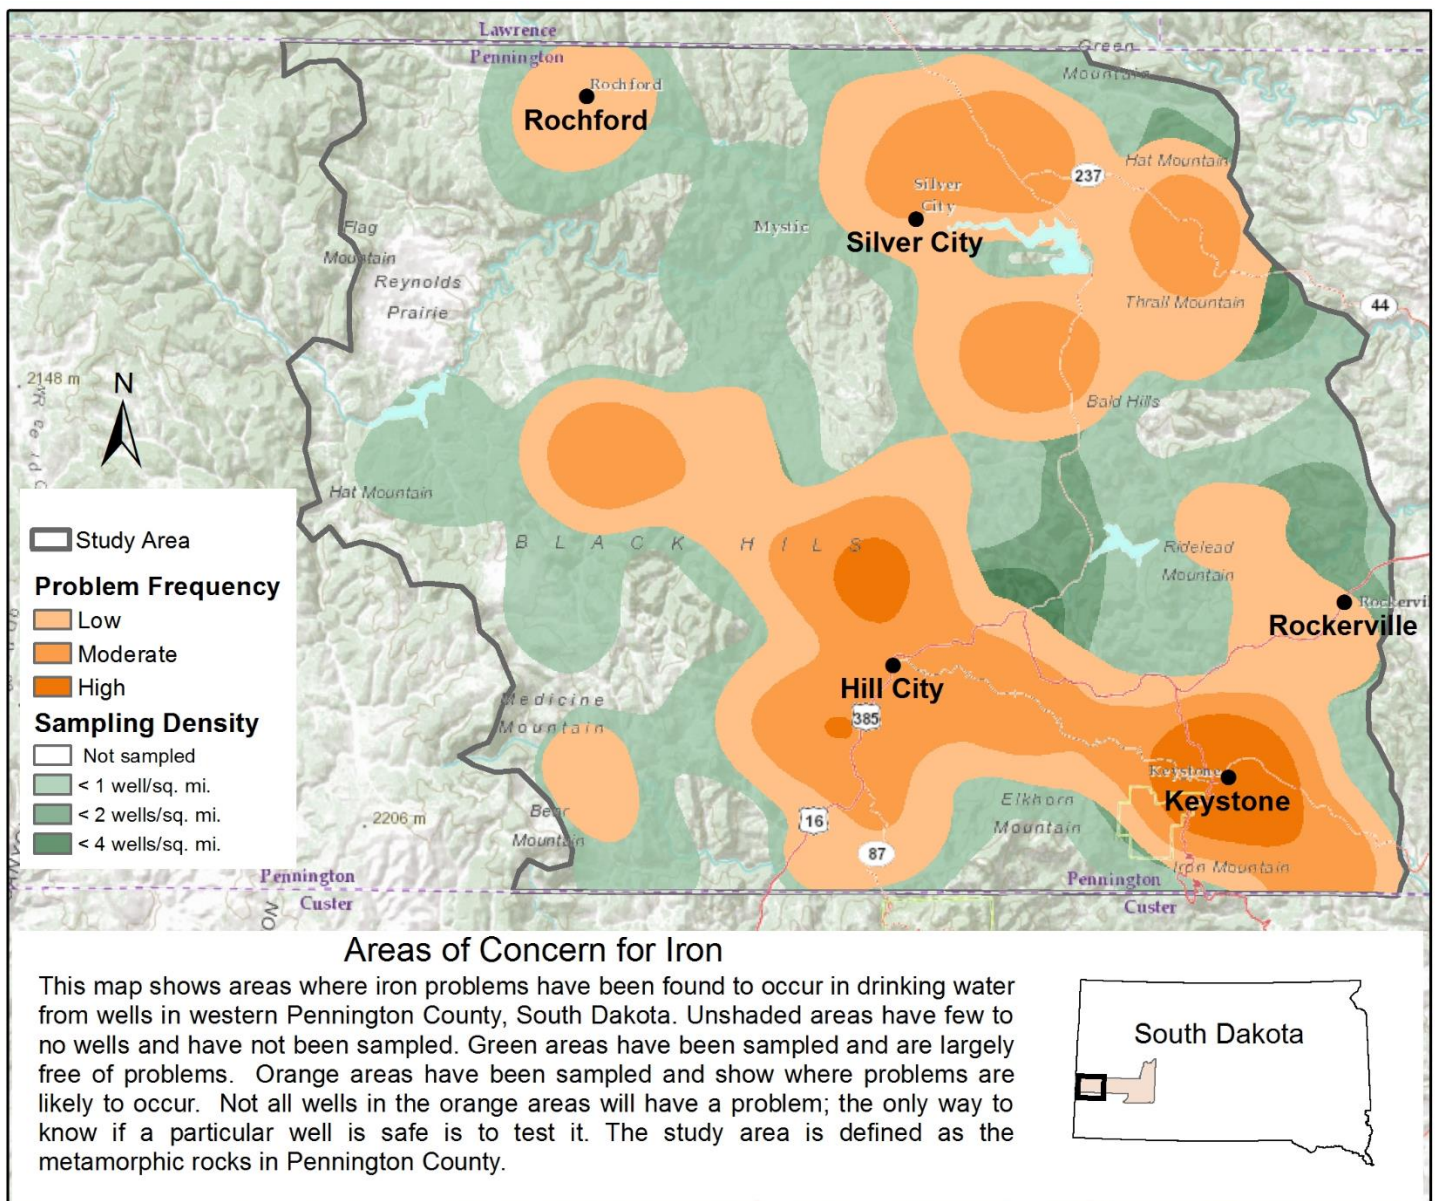 Lawrence
Pennington
Green
Mountain
Rochford
Rochford
Hat Mountain
237
Silver
City
Silver City
Mystic
Flag
Mountain
Reynolds
Prairie
Thrall Mountain
44
2148 m
N
Bald Hills
Hat Mountain
BLACK HILLS
Ridelead
Mountain
Rockerville
Hill City
385
Medicine
Mountain
Keystone
Keystone
Elkhorn
Mountain
16
87
Bear
Mountain
2206 m
Iron Mountain
Pennington
Custer
Pennington
Custer
Study Area
Problem Frequency
Low
Moderate
High
Sampling Density
Not sampled
< 1 well/sq. mi.
< 2 wells/sq. mi.
< 4 wells/sq. mi.
Areas of Concern for Iron
This map shows areas where iron problems have been found to occur in drinking water
from wells in western Pennington County, South Dakota. Unshaded areas have few to
no wells and have not been sampled. Green areas have been sampled and are largely
free of problems.  Orange areas have been sampled and show where problems are
likely to occur.  Not all wells in the orange areas will have a problem; the only way to
know if a particular well is safe is to test it. The study area is defined as the
metamorphic rocks in Pennington County.
South Dakota